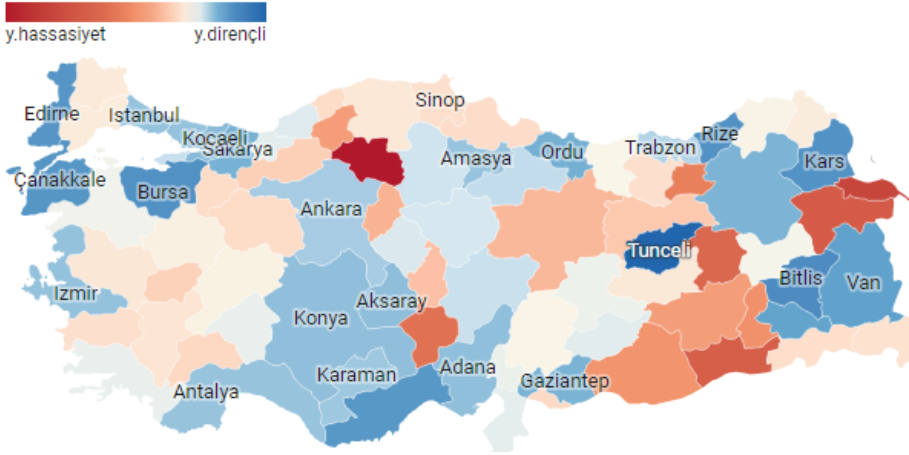 y.hassasiyet y.dirençli
Sinop
Edirne
Istanbul
Kocaeli
Sakarya
Amasya
Ordu
Trabzon
Rize
Kars
Çanakkale
Bursa
Ankara
Tunceli
Izmir
Konya
Aksaray
Bitlis
Van
Antalya
Karaman
Adana
Gaziantep